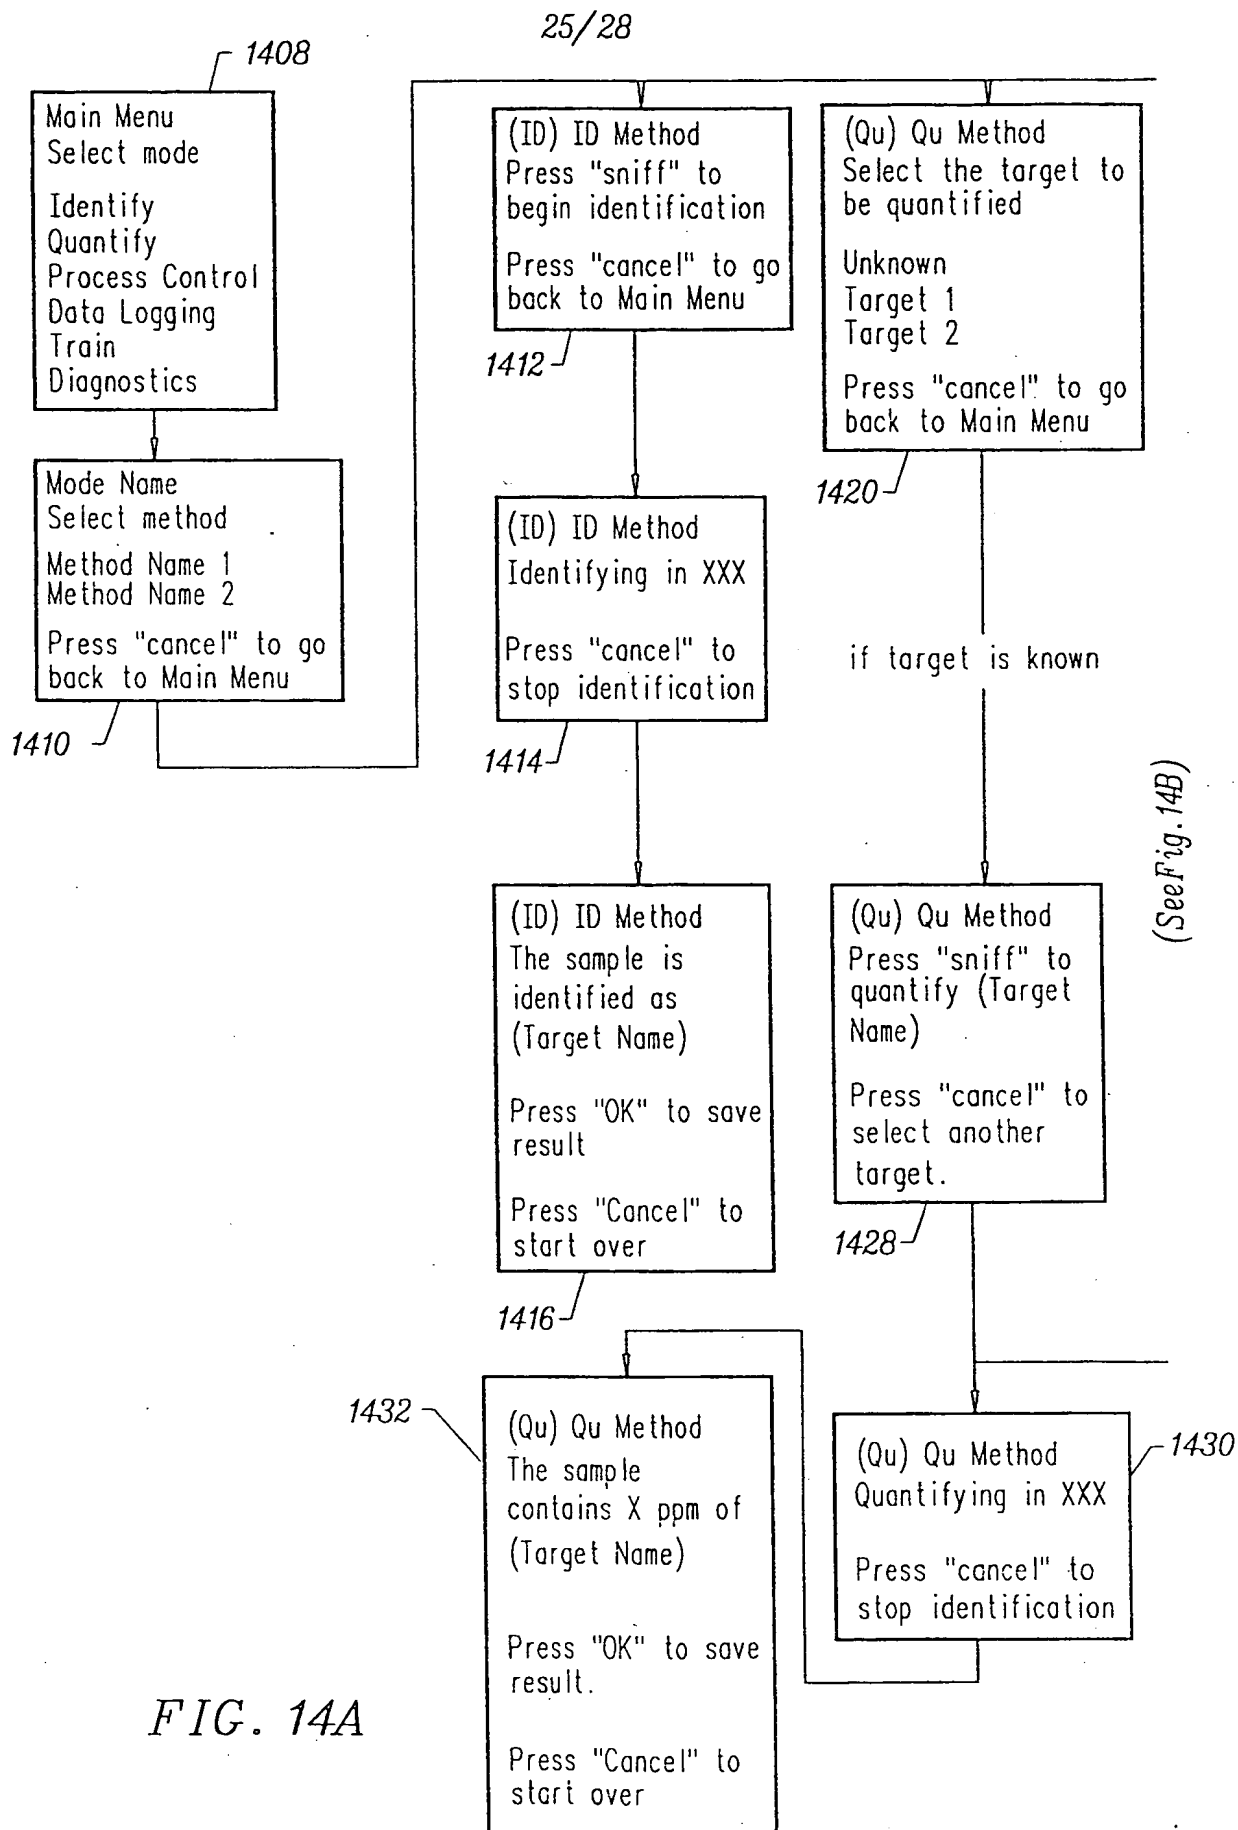 25/28
1408
Main Menu
Select mode
Identify
Quantify
Process Control
Data Logging
Train
Diagnostics
Mode Name
Select method
Method Name 1
Method Name 2
Press "cancel" to go
back to Main Menu
1410
(ID) ID Method
Press "sniff" to
begin identification
Press "cancel" to go
back to Main Menu
1412
(ID) ID Method
Identifying in XXX
Press "cancel" to
stop identification
1414
(ID) ID Method
The sample is
identified as
(Target Name)
Press "OK" to save
result
Press "Cancel" to
start over
1416
(Qu) Qu Method
Select the target to
be quantified
Unknown
Target 1
Target 2
Press "cancel" to go
back to Main Menu
1420
if target is known
(Qu) Qu Method
Press "sniff" to
quantify (Target
Name)
Press "cancel" to
select another
target.
1428
(See Fig. 14B)
(Qu) Qu Method
Quantifying in XXX
Press "cancel" to
stop identification
1430
1432
(Qu) Qu Method
The sample
contains X ppm of
(Target Name)
Press "OK" to save
result.
Press "Cancel" to
start over
FIG. 14A